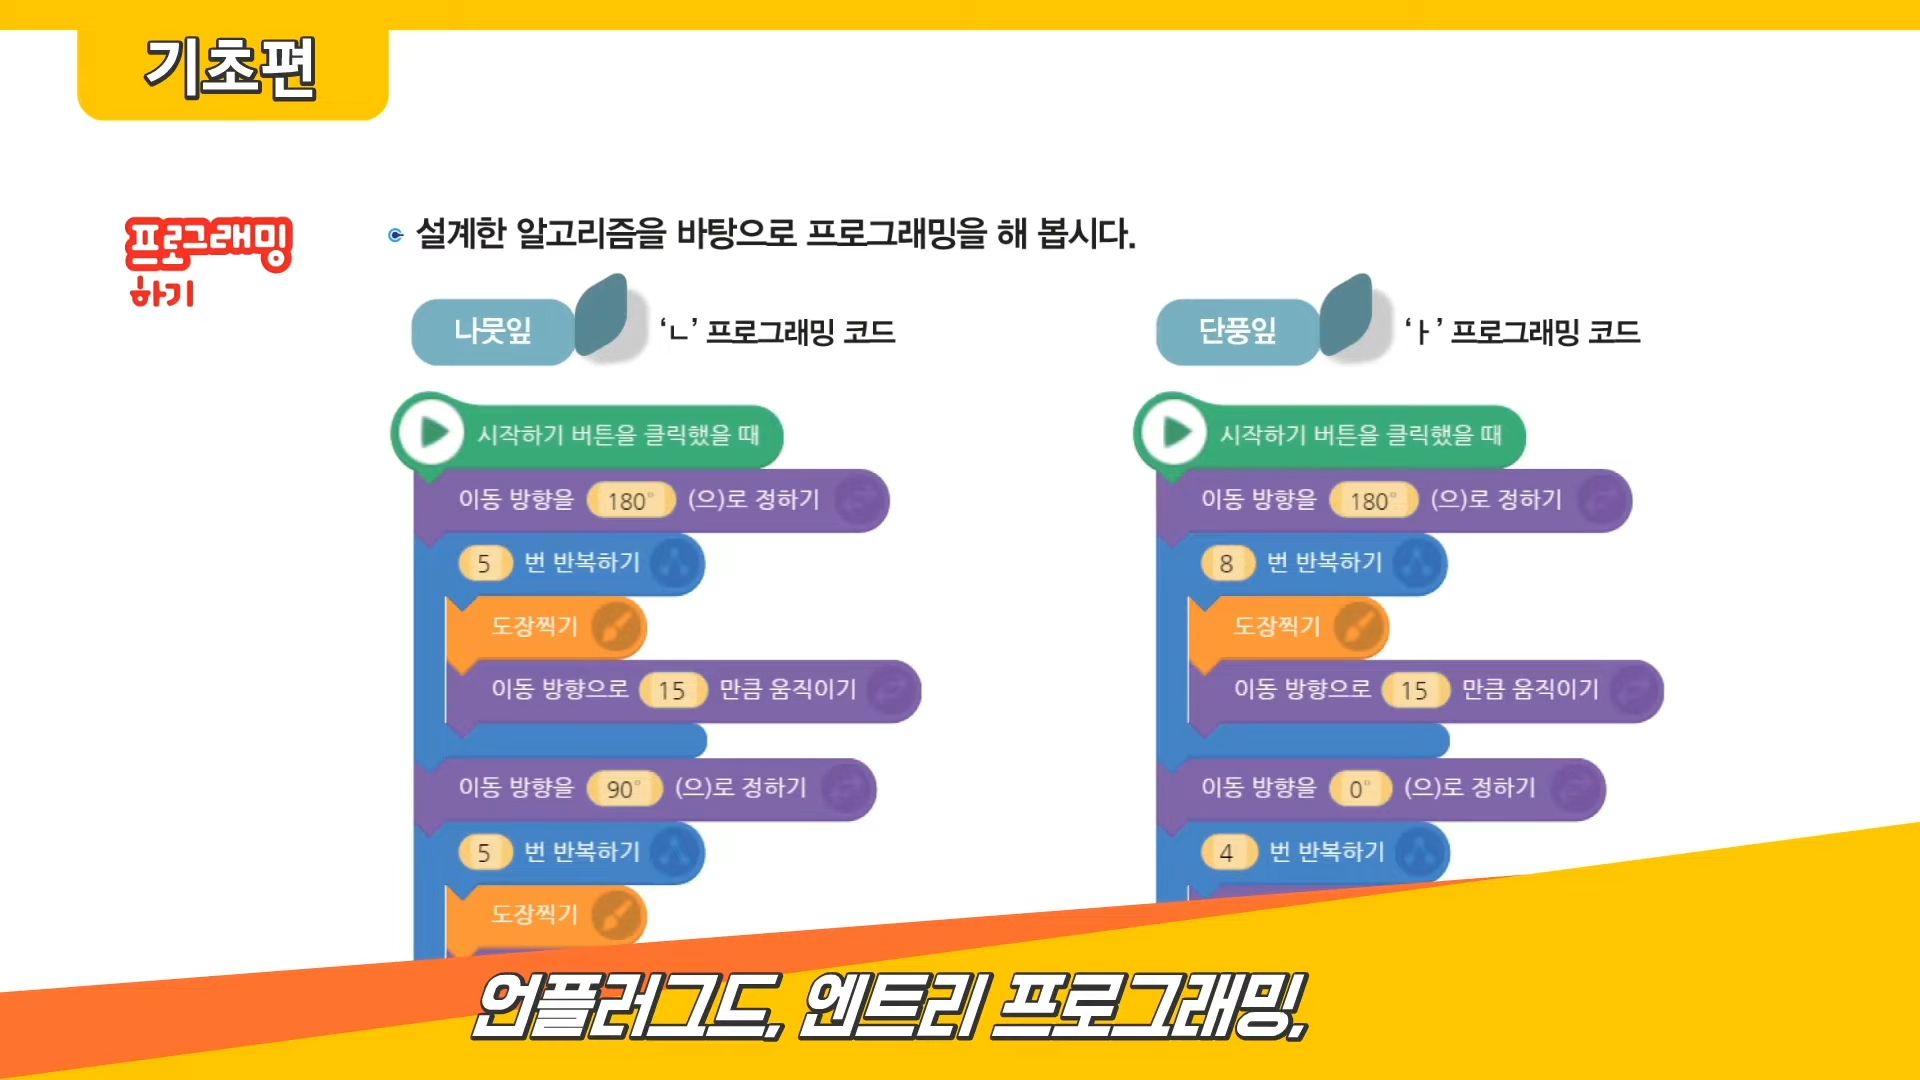 기초편
프로그래밍
하기
설계한 알고리즘을 바탕으로 프로그래밍을 해 봅시다.
나뭇잎 ‘ㄴ’ 프로그래밍 코드
시작하기 버튼을 클릭했을 때
이동 방향을 180° (으)로 정하기
5 번 반복하기
도장찍기
이동 방향으로 15 만큼 움직이기
이동 방향을 90° (으)로 정하기
5 번 반복하기
도장찍기
단풍잎 ‘ㅏ’ 프로그래밍 코드
시작하기 버튼을 클릭했을 때
이동 방향을 180° (으)로 정하기
8 번 반복하기
도장찍기
이동 방향으로 15 만큼 움직이기
이동 방향을 0° (으)로 정하기
4 번 반복하기
언플러그드, 엔트리 프로그래밍,